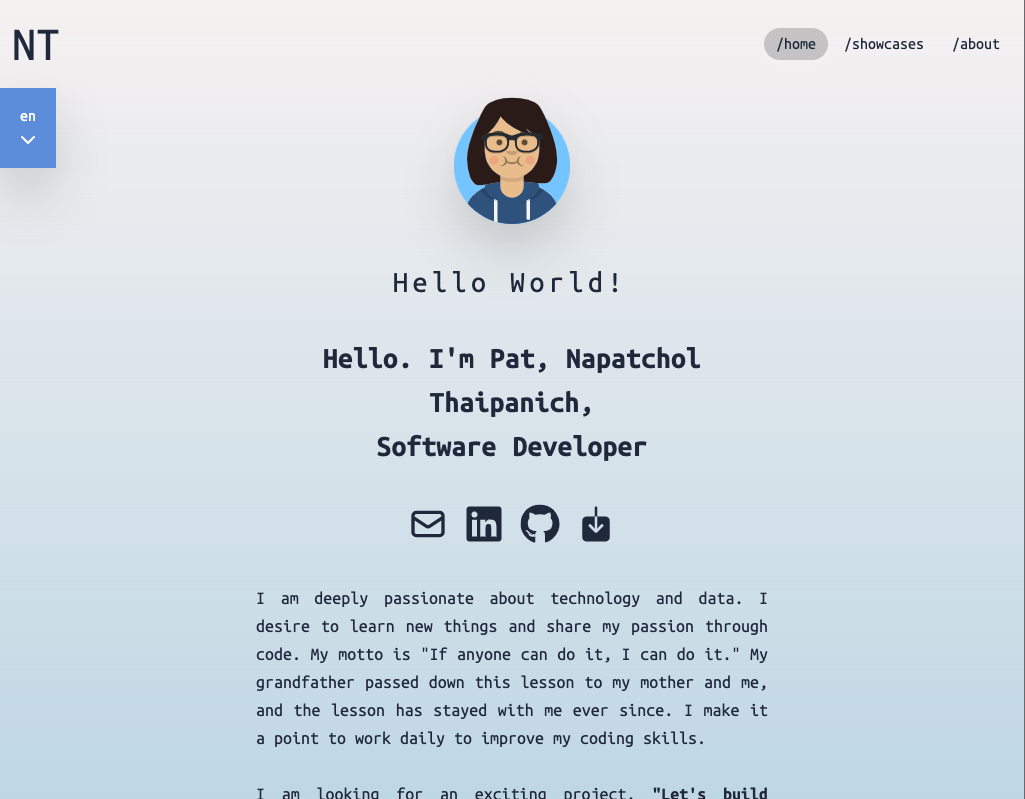 NT
/home /showcases /about
en
Hello World!
Hello. I'm Pat, Napatchol
Thaipanich,
Software Developer
in
I am deeply passionate about technology and data. I
desire to learn new things and share my passion through
code. My motto is "If anyone can do it, I can do it." My
grandfather passed down this lesson to my mother and me,
and the lesson has stayed with me ever since. I make it
a point to work daily to improve my coding skills.
I am looking for an exciting project. "Let's build